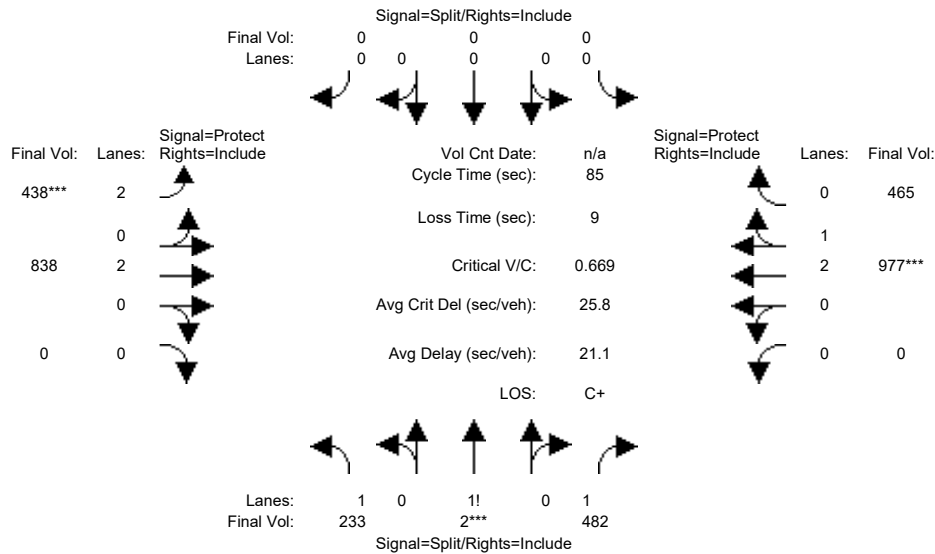 Signal=Split/Rights=Include
Final Vol: 0 0 0
Lanes: 0 0 0 0 0
Signal=Protect Signal=Protect
Final Vol: Lanes: Rights=Include Vol Cnt Date: n/a Rights=Include Lanes: Final Vol:
Cycle Time (sec): 85
438*** 2 0 465
Loss Time (sec): 9
0 1
838 2 Critical V/C: 0.669 2 977***
0 Avg Crit Del (sec/veh): 25.8 0
0 0 Avg Delay (sec/veh): 21.1 0 0
LOS: C+
Lanes: 1 0 1! 0 1
Final Vol: 233 2*** 482
Signal=Split/Rights=Include